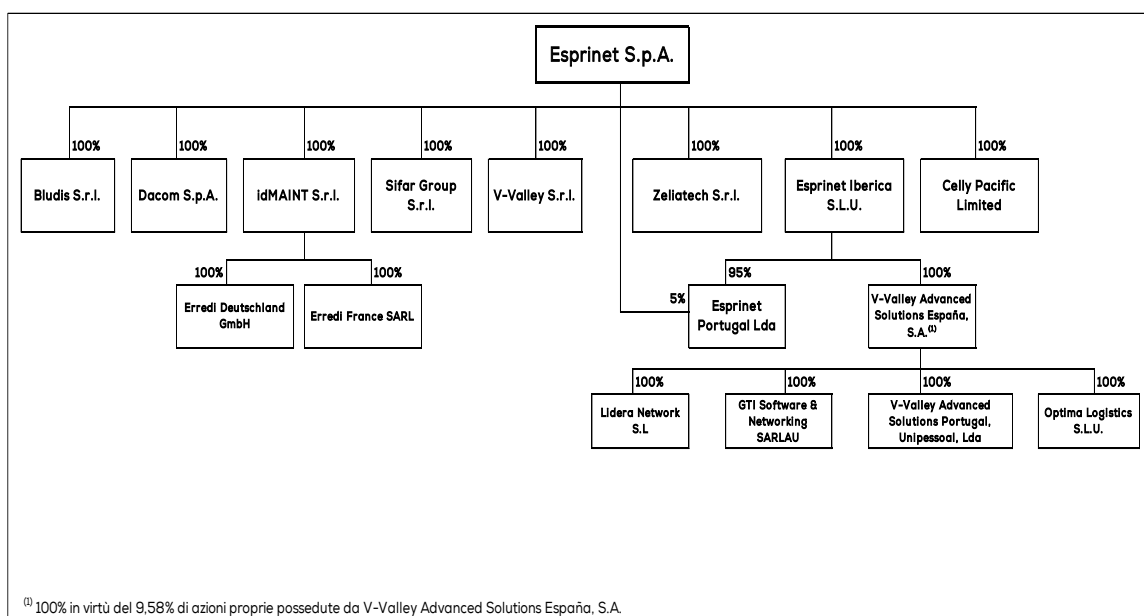 Esprinet S.p.A.
100%
100%
100%
100%
100%
100%
100%
100%
Bludis S.r.l.
Dacom S.p.A.
idMAINT S.r.l.
Sifar Group
S.r.l.
V-Valley S.r.l.
Zeliatech S.r.l.
Esprinet Iberica
S.L.U.
Celly Pacific
Limited
100%
100%
95%
100%
Erredi Deutschland
GmbH
Erredi France SARL
5%
Esprinet
Portugal Lda
V-Valley Advanced
Solutions España,
S.A.(1)
100%
100%
100%
100%
Lidera Network
S.L
GTI Software &
Networking
SARLAU
V-Valley Advanced
Solutions Portugal,
Unipessoal, Lda
Optima Logistics
S.L.U.
(1) 100% in virtù del 9,58% di azioni proprie possedute da V-Valley Advanced Solutions España, S.A.